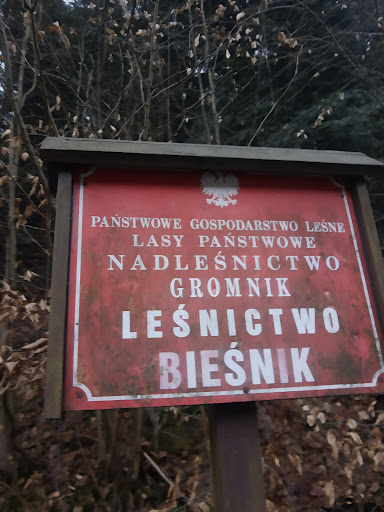 PAŃSTWOWE GOSPODARSTWO LEŚNE
LASY PAŃSTWOWE
NADLEŚNICTWO
GROMNIK
LEŚNICTWO
BIEŚNIK